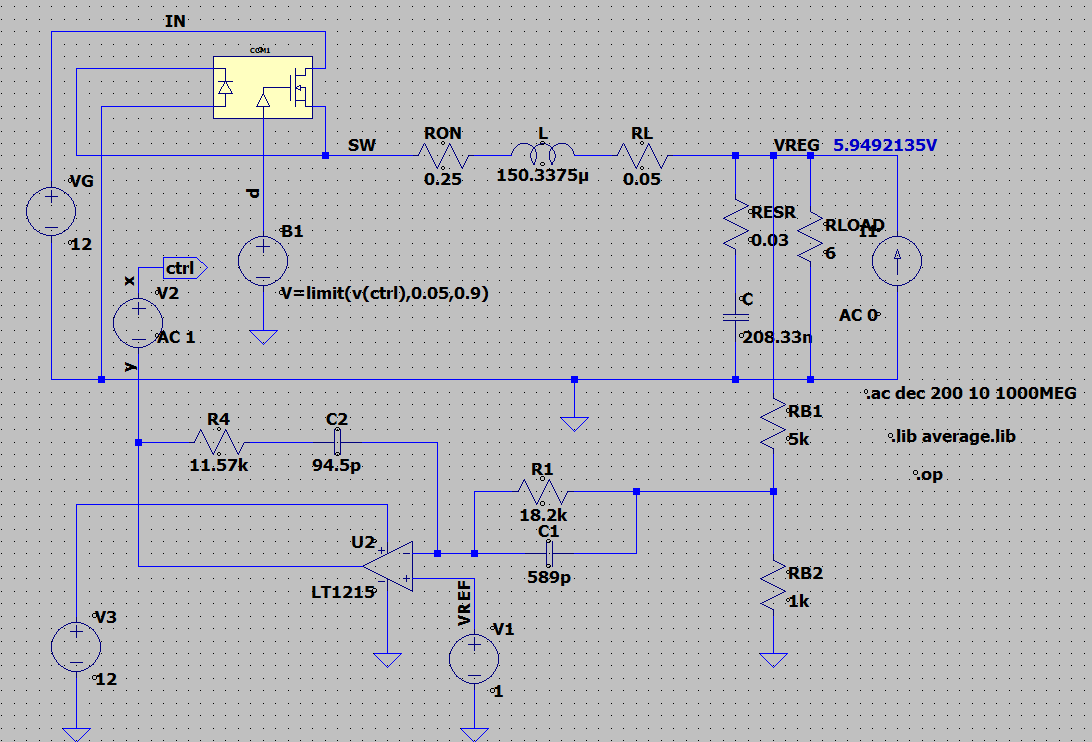 IN
COM1
SW
RON
0.25
L
150.3375µ
RL
0.05
VREG 5.9492135V
VG
12
d
B1
V=limit(v(ctrl),0.05,0.9)
x
ctrl
V2
AC 1
y
RESR
0.03
C
208.33n
RLOAD
6
I1
AC 0
.ac dec 200 10 1000MEG
.lib average.lib
.op
RB1
5k
R4
11.57k
C2
94.5p
R1
18.2k
C1
589p
U2
LT1215
VREF
V1
1
RB2
1k
V3
12